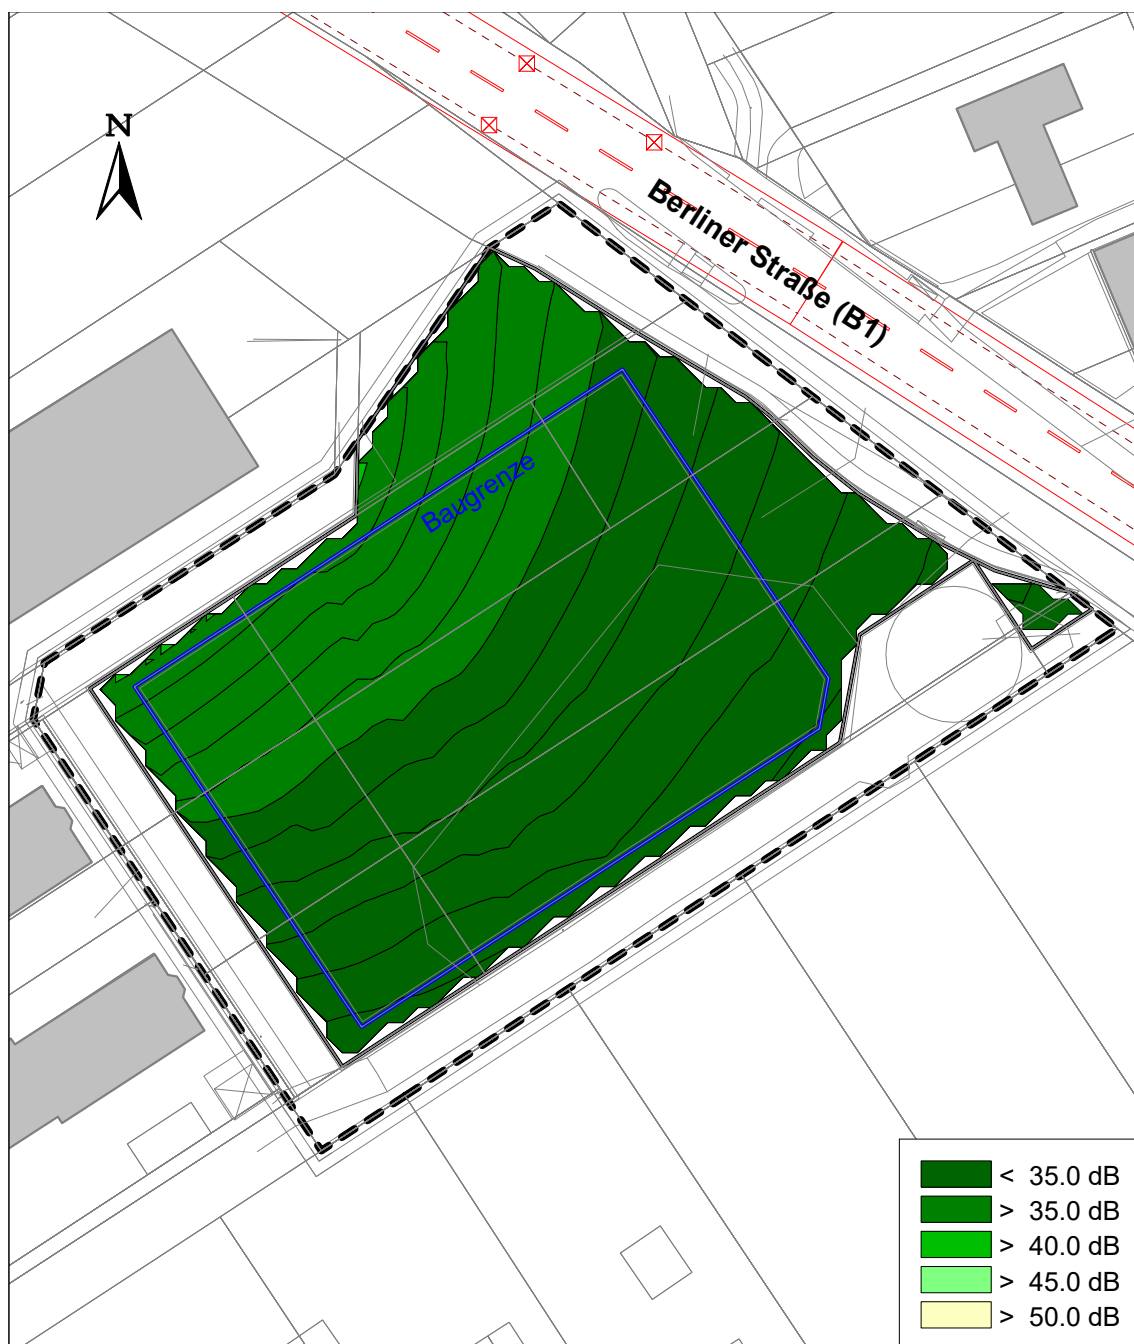 N
Berliner Straße (B1)
Baugrenze
< 35.0 dB
> 35.0 dB
> 40.0 dB
> 45.0 dB
> 50.0 dB